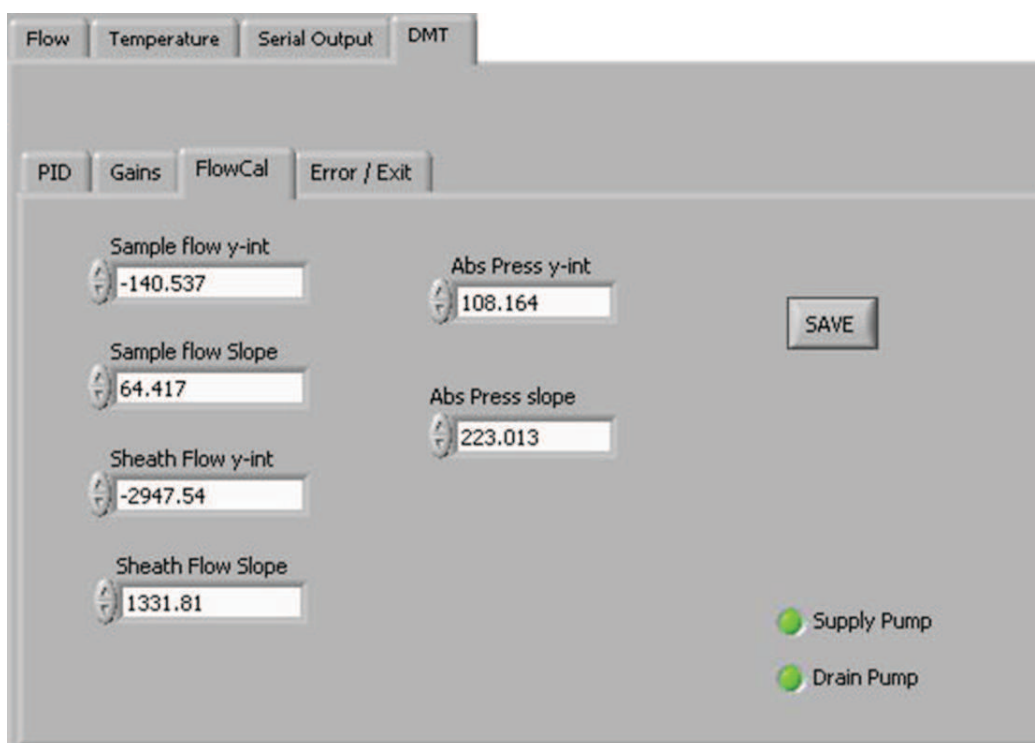 Flow Temperature Serial Output DMT
PID Gains FlowCal Error / Exit
Sample flow y-int
-140.537
Sample flow Slope
64.417
Sheath Flow y-int
-2947.54
Sheath Flow Slope
1331.81
Abs Press y-int
108.164
Abs Press slope
223.013
SAVE
Supply Pump
Drain Pump